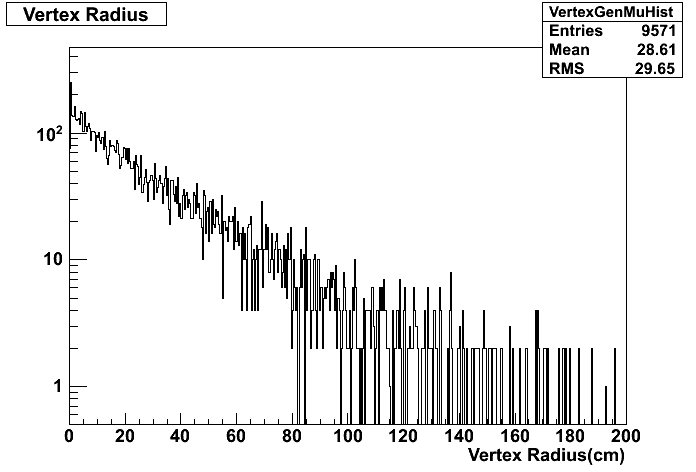 Vertex Radius
VertexGenMuHist
Entries 9571
Mean 28.61
RMS 29.65
10²
10
1
0 20 40 60 80 100 120 140 160 180 200
Vertex Radius(cm)